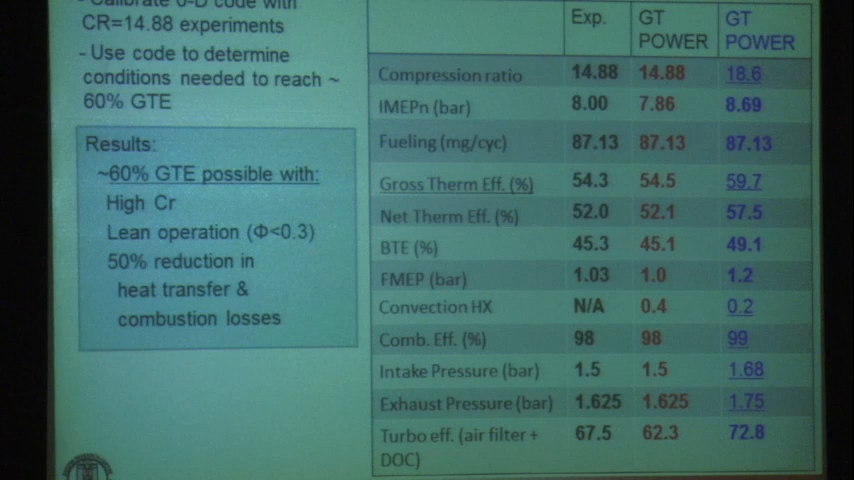 - Calibrate 0-D code with
CR=14.88 experiments
- Use code to determine
conditions needed to reach ~
60% GTE
Results:
~60% GTE possible with:
High Cr
Lean operation (Φ<0.3)
50% reduction in
heat transfer &
combustion losses
Exp. GT POWER GT POWER
Compression ratio 14.88 14.88 18.6
IMEPn (bar) 8.00 7.86 8.69
Fueling (mg/cyc) 87.13 87.13 87.13
Gross Therm Eff. (%) 54.3 54.5 59.7
Net Therm Eff. (%) 52.0 52.1 57.5
BTE (%) 45.3 45.1 49.1
FMEP (bar) 1.03 1.0 1.2
Convection HX N/A 0.4 0.2
Comb. Eff. (%) 98 98 99
Intake Pressure (bar) 1.5 1.5 1.68
Exhaust Pressure (bar) 1.625 1.625 1.75
Turbo eff. (air filter + 67.5 62.3 72.8
DOC)